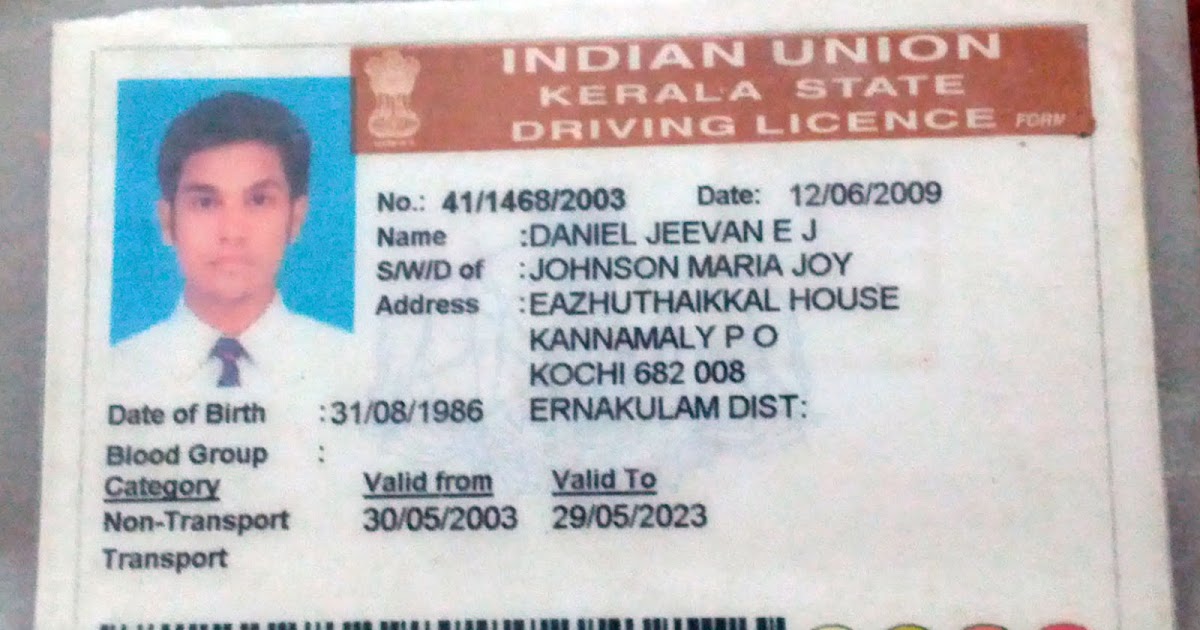 INDIAN UNION
KERALA STATE
DRIVING LICENCE FORM
No.: 41/1468/2003 Date: 12/06/2009
Name :DANIEL JEEVAN E J
S/W/D of :JOHNSON MARIA JOY
Address :EAZHUTHAIKKAL HOUSE
KANNAMALY P O
KOCHI 682 008
Date of Birth :31/08/1986 ERNAKULAM DIST:
Blood Group :
Category Valid from Valid To
Non-Transport 30/05/2003 29/05/2023
Transport